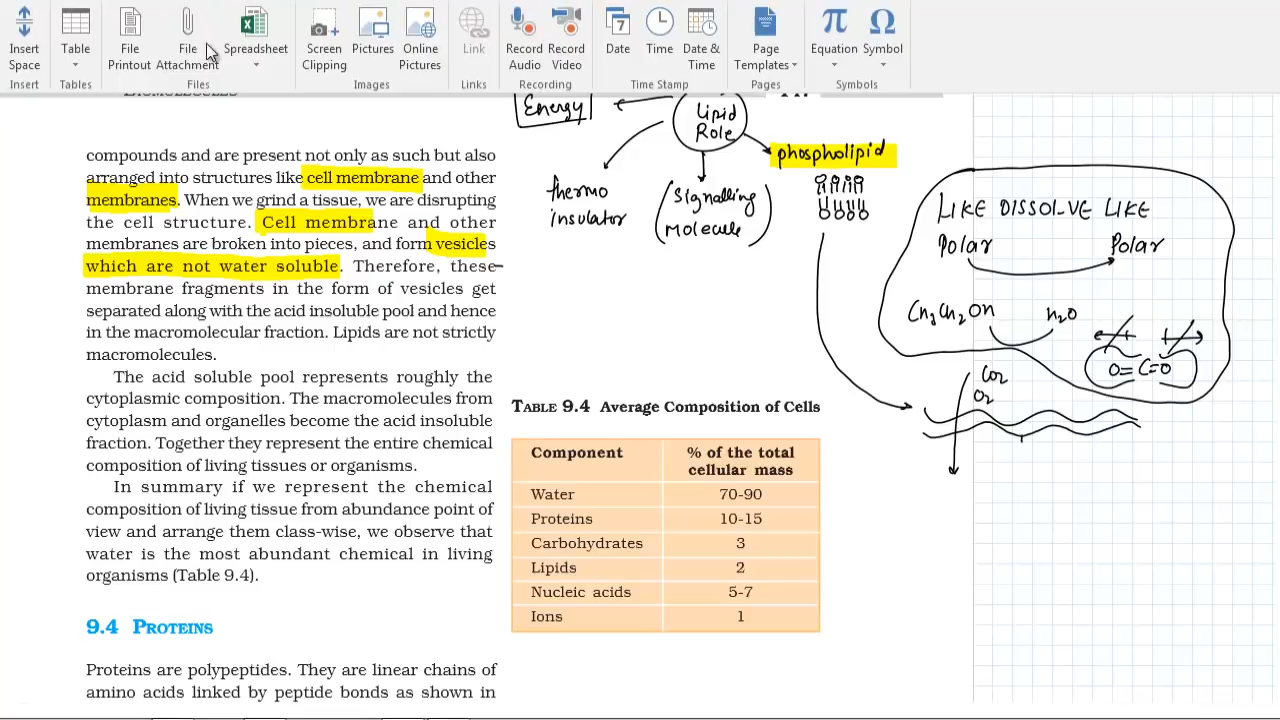 Insert Space
Table
File Printout
File Attachment
Spreadsheet
Screen Clipping
Pictures
Online Pictures
Link
Record Audio
Record Video
Date
Time
Date & Time
Page Templates
Equation
Symbol
Insert
Tables
Files
Images
Links
Recording
Time Stamp
Pages
Symbols
BIOMOLECULES
compounds and are present not only as such but also
arranged into structures like cell membrane and other
membranes. When we grind a tissue, we are disrupting
the cell structure. Cell membrane and other
membranes are broken into pieces, and form vesicles
which are not water soluble. Therefore, these
membrane fragments in the form of vesicles get
separated along with the acid insoluble pool and hence
in the macromolecular fraction. Lipids are not strictly
macromolecules.
The acid soluble pool represents roughly the
cytoplasmic composition. The macromolecules from
cytoplasm and organelles become the acid insoluble
fraction. Together they represent the entire chemical
composition of living tissues or organisms.
In summary if we represent the chemical
composition of living tissue from abundance point of
view and arrange them class-wise, we observe that
water is the most abundant chemical in living
organisms (Table 9.4).
9.4 PROTEINS
Proteins are polypeptides. They are linear chains of
amino acids linked by peptide bonds as shown in
Energy
Lipid
Role
phospholipid
thermo
insulator
(Signalling
Molecule)
LIKE DISSOLVE LIKE
Polar Polar
CH3CH2OH H2O
O=C=O
CO2
O2
TABLE 9.4 Average Composition of Cells
Component % of the total
cellular mass
Water 70-90
Proteins 10-15
Carbohydrates 3
Lipids 2
Nucleic acids 5-7
Ions 1